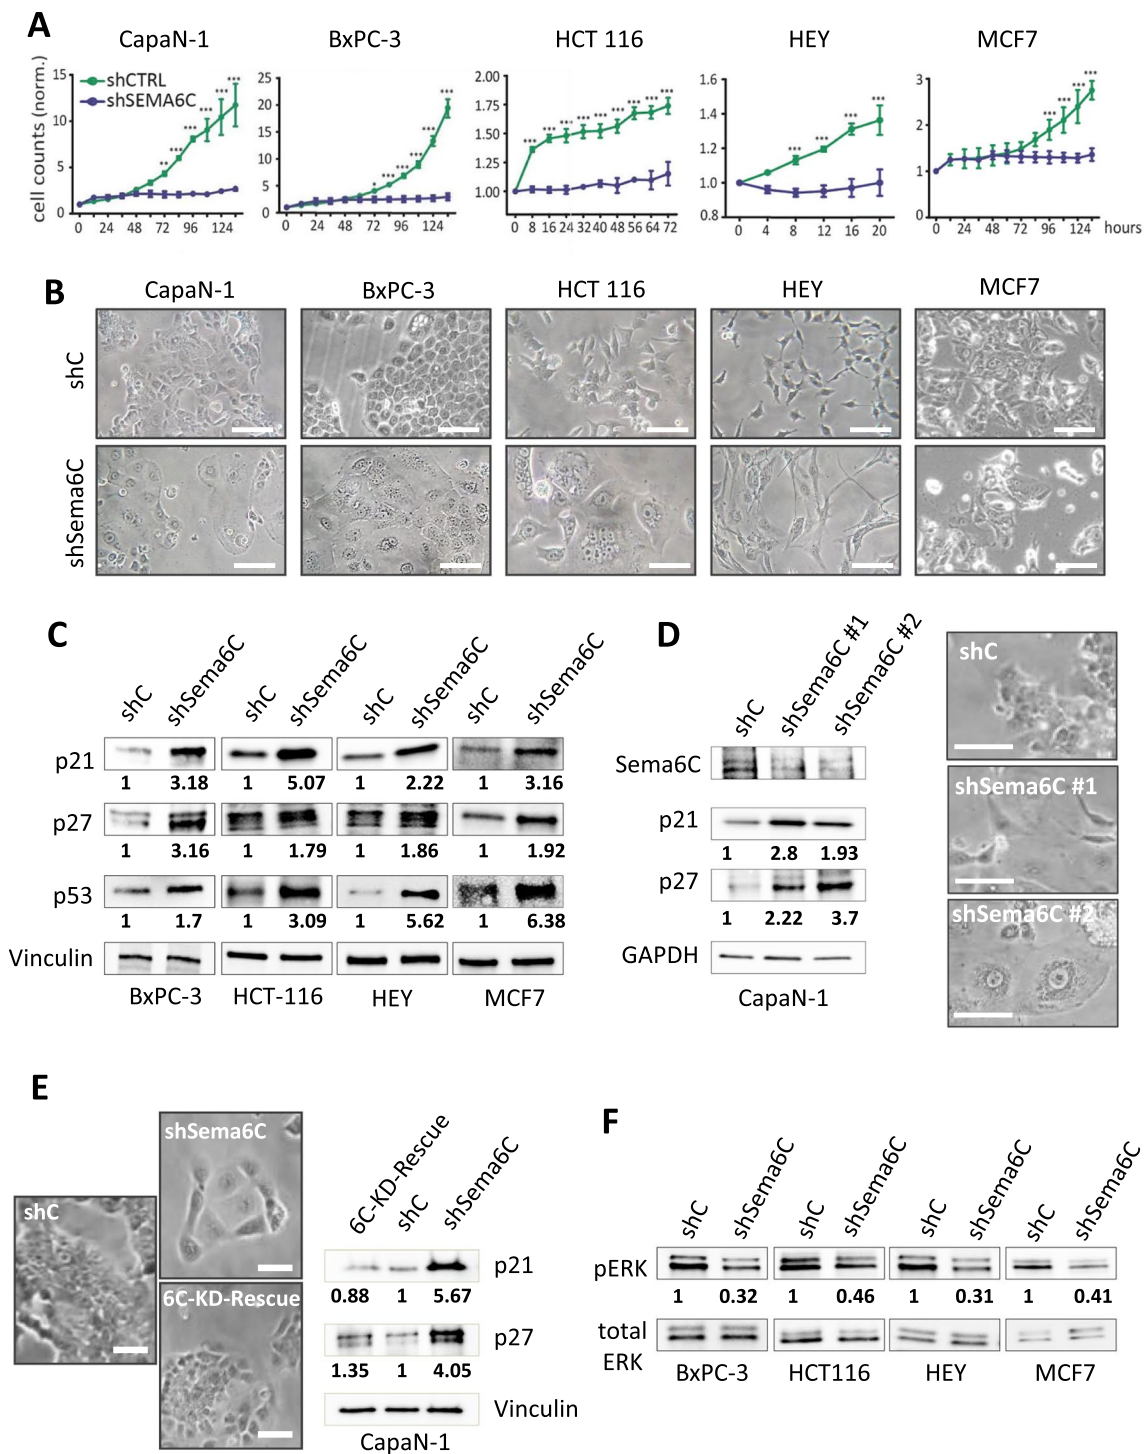 A
CapaN-1 BxPC-3 HCT 116 HEY MCF7
cell counts (norm.)
shCTRL
shSEMA6C
15 10 5 0
0 24 48 72 96 124
*** *** *** *** *** ***
25 20 15 10 5 0
0 24 48 72 96 124
* *** *** *** *** ***
2.00 1.75 1.50 1.25 1.00
0 8 16 24 32 40 48 56 64 72
*** *** *** *** *** *** *** *** ***
1.6 1.4 1.2 1.0 0.8
0 4 8 12 16 20
*** *** *** ***
3 2 1 0
0 24 48 72 96 124 hours
*** *** *** ***
B
CapaN-1 BxPC-3 HCT 116 HEY MCF7
shC
shSema6C
C
shC shSema6C shC shSema6C shC shSema6C shC shSema6C
p21
1 3.18 1 5.07 1 2.22 1 3.16
p27
1 3.16 1 1.79 1 1.86 1 1.92
p53
1 1.7 1 3.09 1 5.62 1 6.38
Vinculin
BxPC-3 HCT-116 HEY MCF7
D
shC shSema6C #1 shSema6C #2
Sema6C
p21
1 2.8 1.93
p27
1 2.22 3.7
GAPDH
CapaN-1
shC
shSema6C #1
shSema6C #2
E
shC
shSema6C
6C-KD-Rescue
6C-KD-Rescue shC shSema6C
p21
0.88 1 5.67
p27
1.35 1 4.05
Vinculin
CapaN-1
F
shC shSema6C shC shSema6C shC shSema6C shC shSema6C
pERK
1 0.32 1 0.46 1 0.31 1 0.41
total
ERK
BxPC-3 HCT116 HEY MCF7